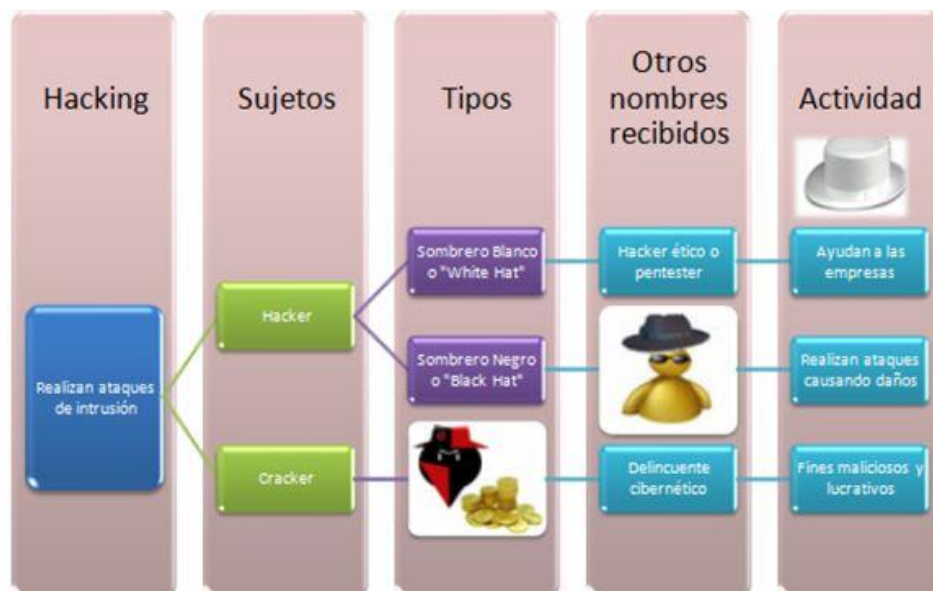 Hacking
Sujetos
Tipos
Otros
nombres
recibidos
Actividad
Realizan ataques
de intrusión
Hacker
Cracker
Sombrero Blanco
o "White Hat"
Sombrero Negro
o "Black Hat"
Hacker ético o
pentester
Delincuente
cibernético
Ayudan a las
empresas
Realizan ataques
causando daños
Fines maliciosos y
lucrativos